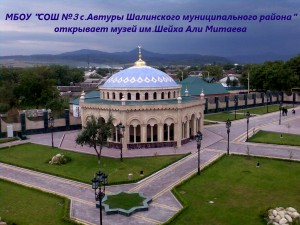 МБОУ "СОШ №3 с.Автуры Шалинского муниципального района"
открывает музей им.Шейха Али Митаева